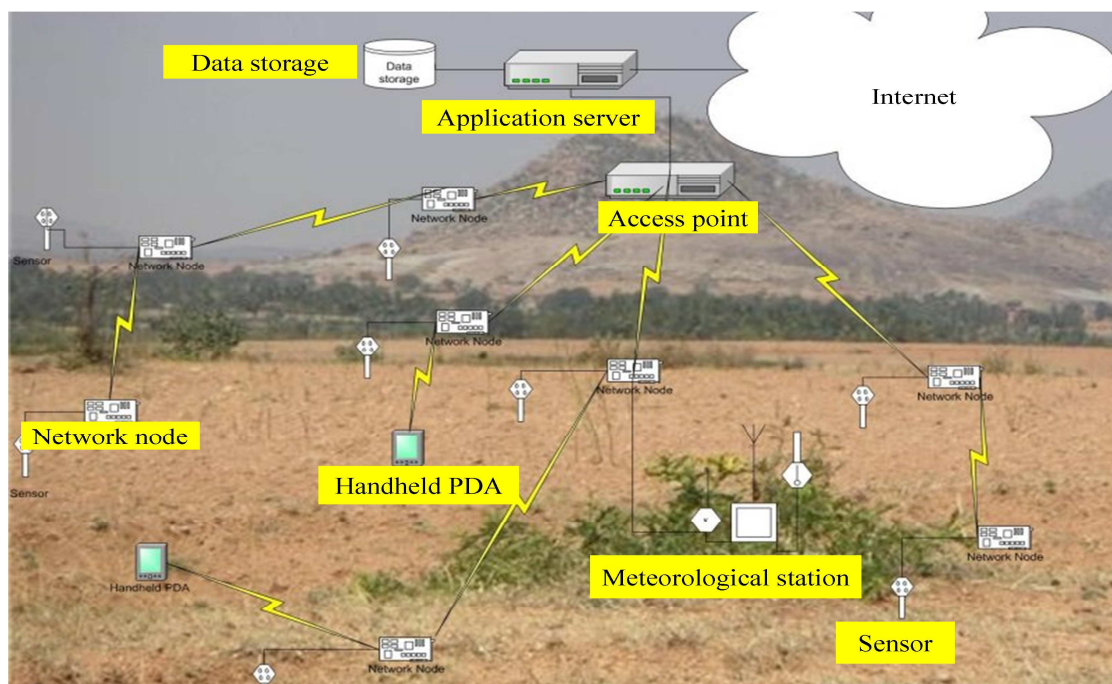 Data storage
Data
storage
Internet
Application server
Network Node
Access point
Sensor
Network Node
Network Node
Network Node
Network Node
Network node
Handheld PDA
Sensor
Network Node
Handheld PDA
Meteorological station
Sensor
Network Node